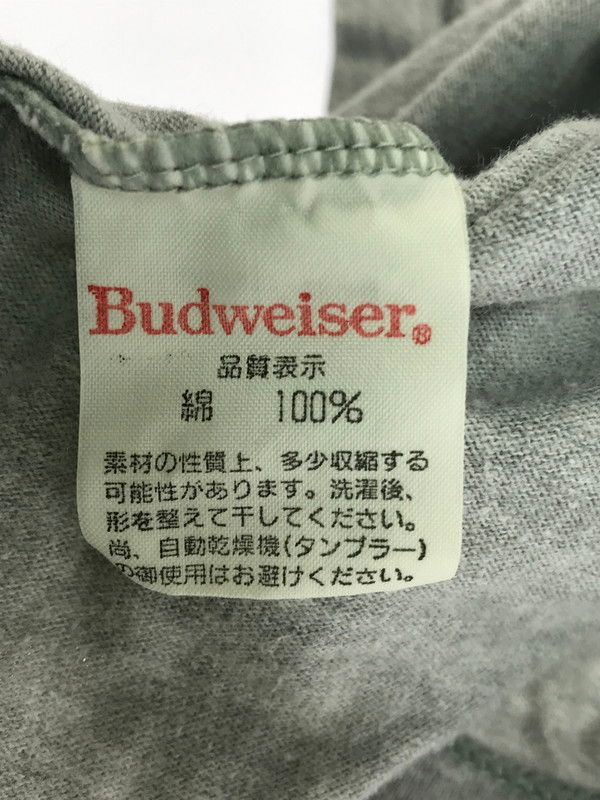 Budweiser®
品質表示
綿 100%
素材の性質上、多少収縮する
可能性があります。洗濯後、
形を整えて干してください。
尚、自動乾燥機(タンブラー)
の御使用はお避けください。